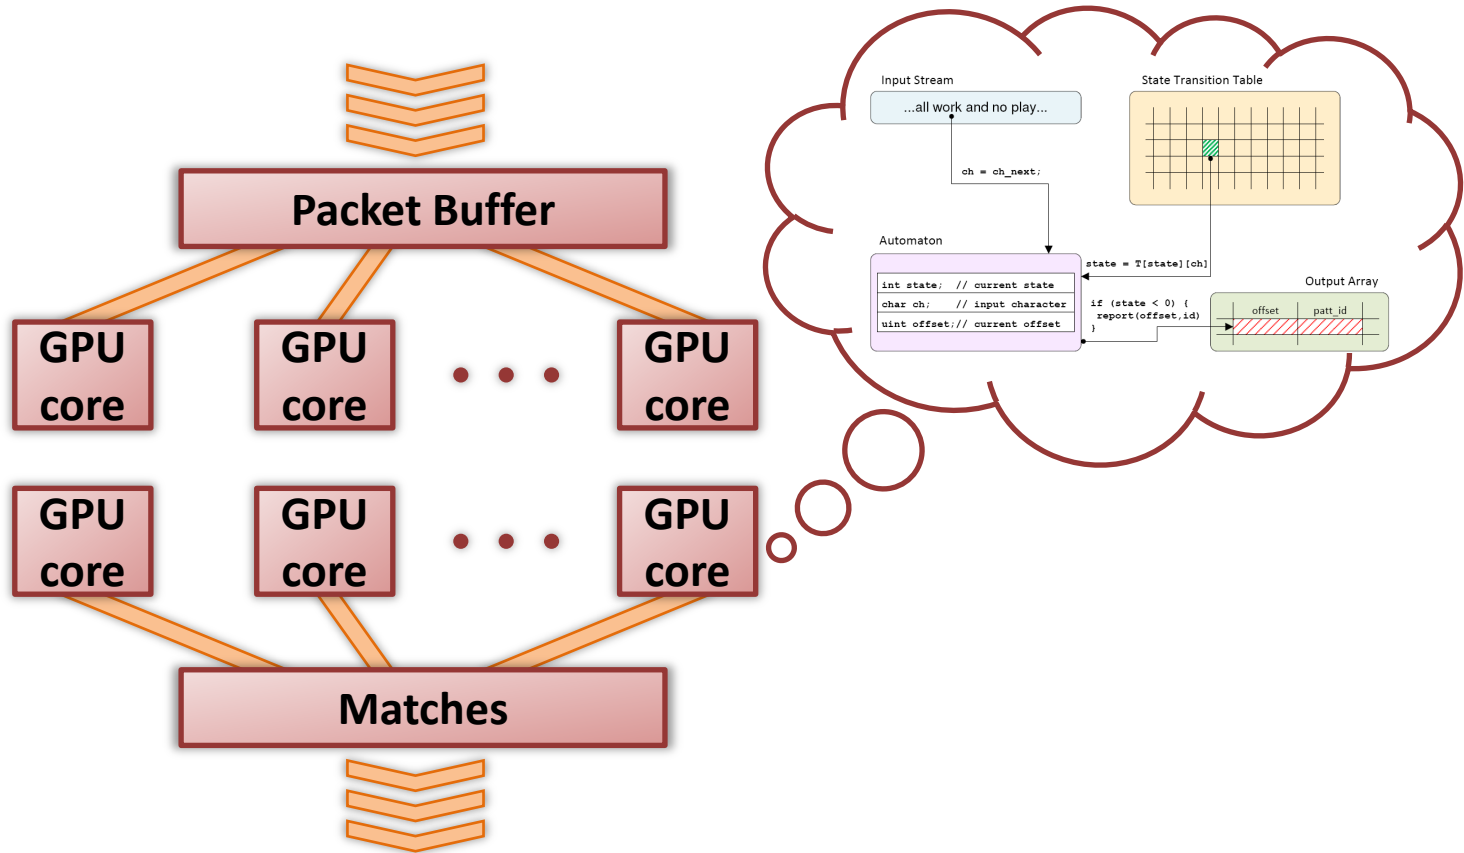 Packet Buffer
GPU
core
GPU
core
GPU
core
GPU
core
GPU
core
GPU
core
Matches
Input Stream
...all work and no play...
State Transition Table
ch = ch_next;
Automaton
int state;  // current state
char ch;    // input character
uint offset;// current offset
state = T[state][ch]
if (state < 0) {
 report(offset,id)
}
Output Array
offset patt_id